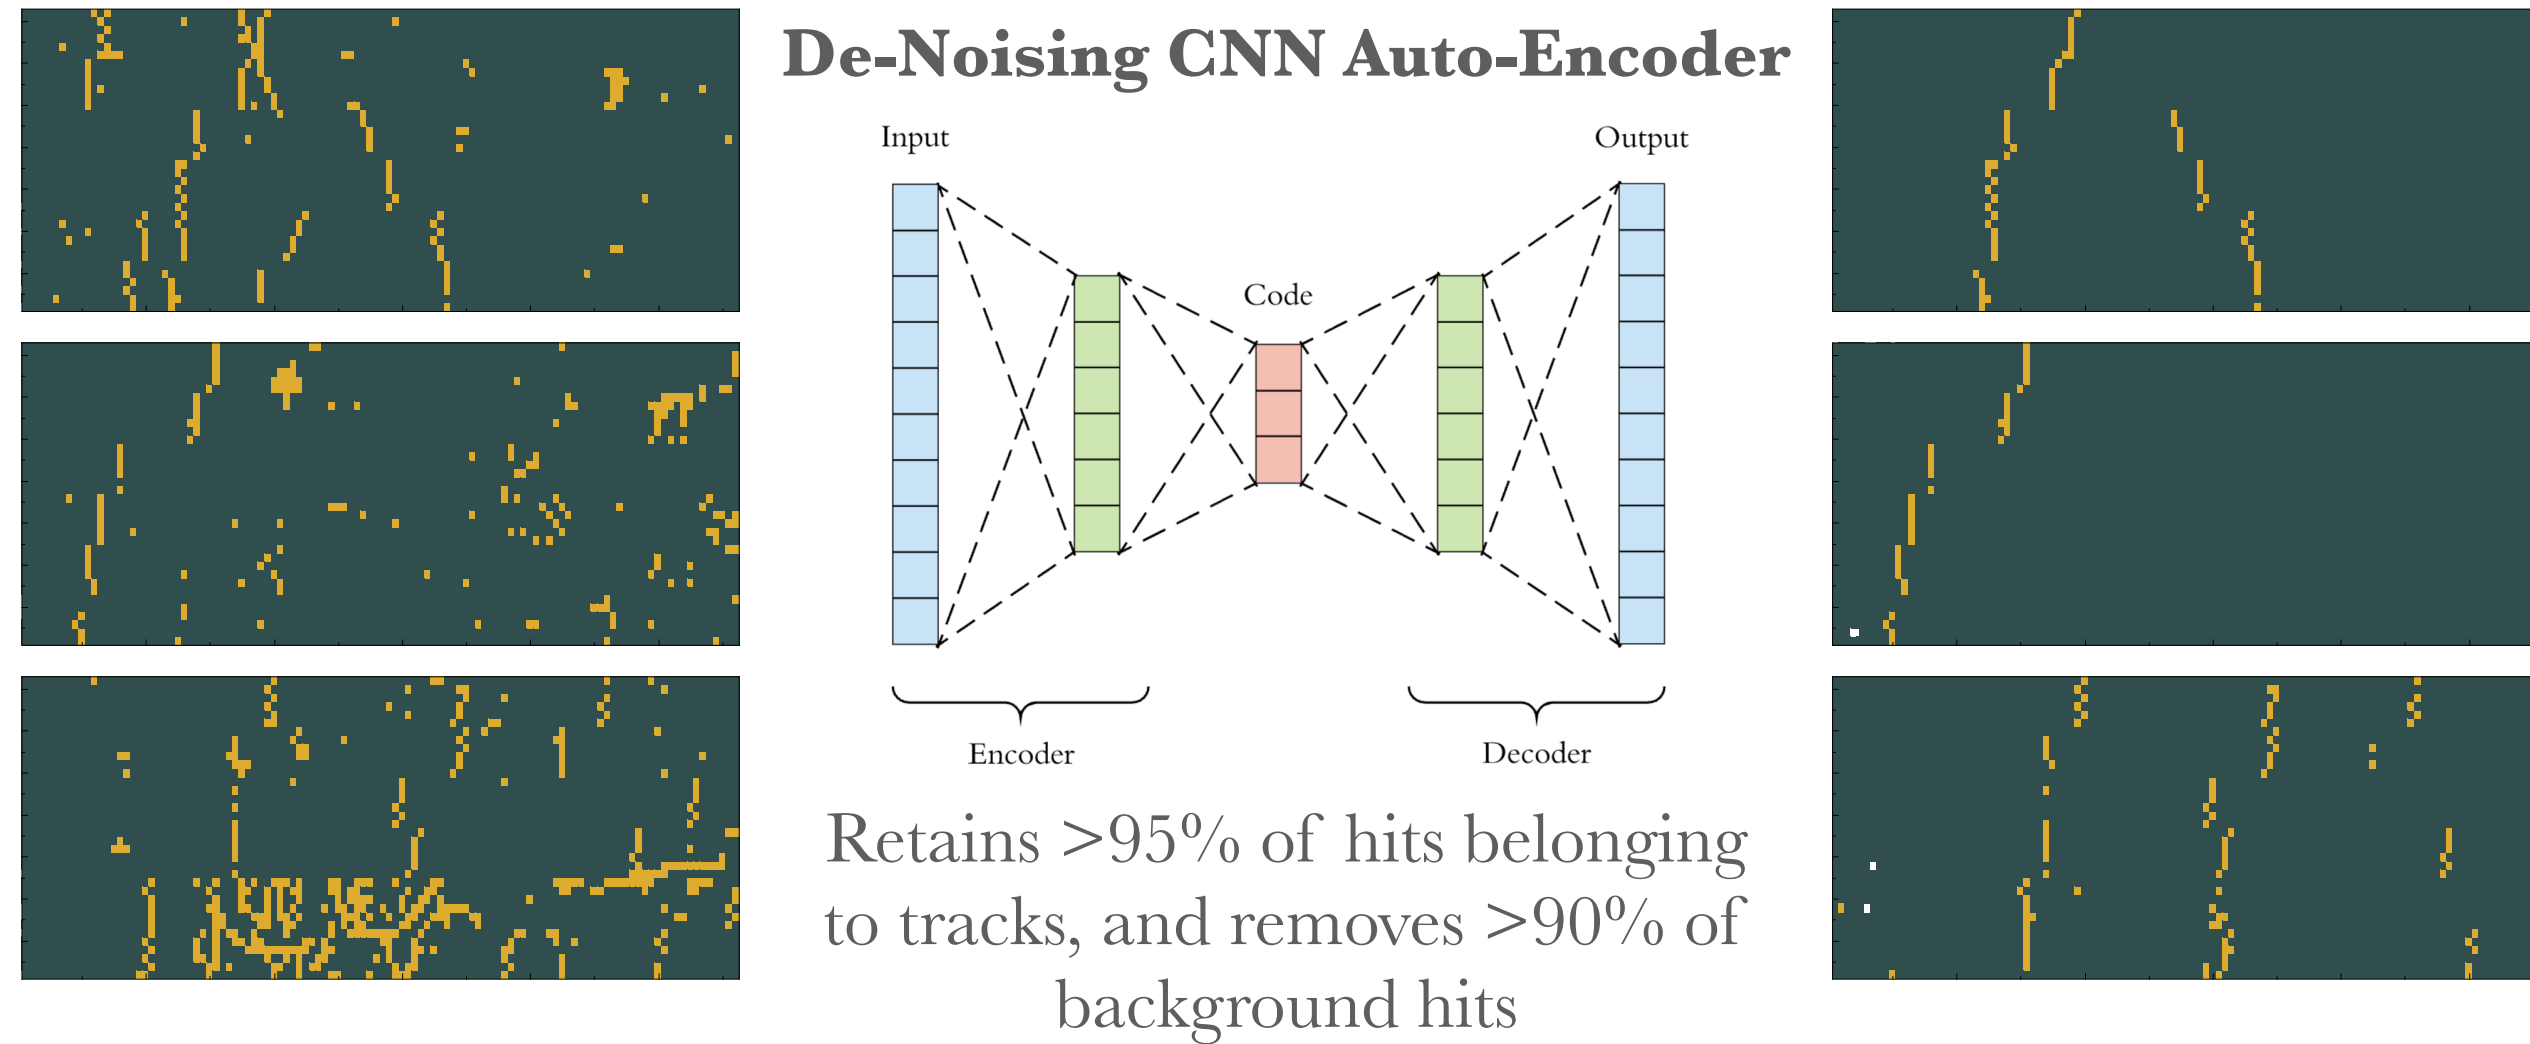 De-Noising CNN Auto-Encoder
Input
Output
Code
Encoder
Decoder
Retains >95% of hits belonging
to tracks, and removes >90% of
background hits